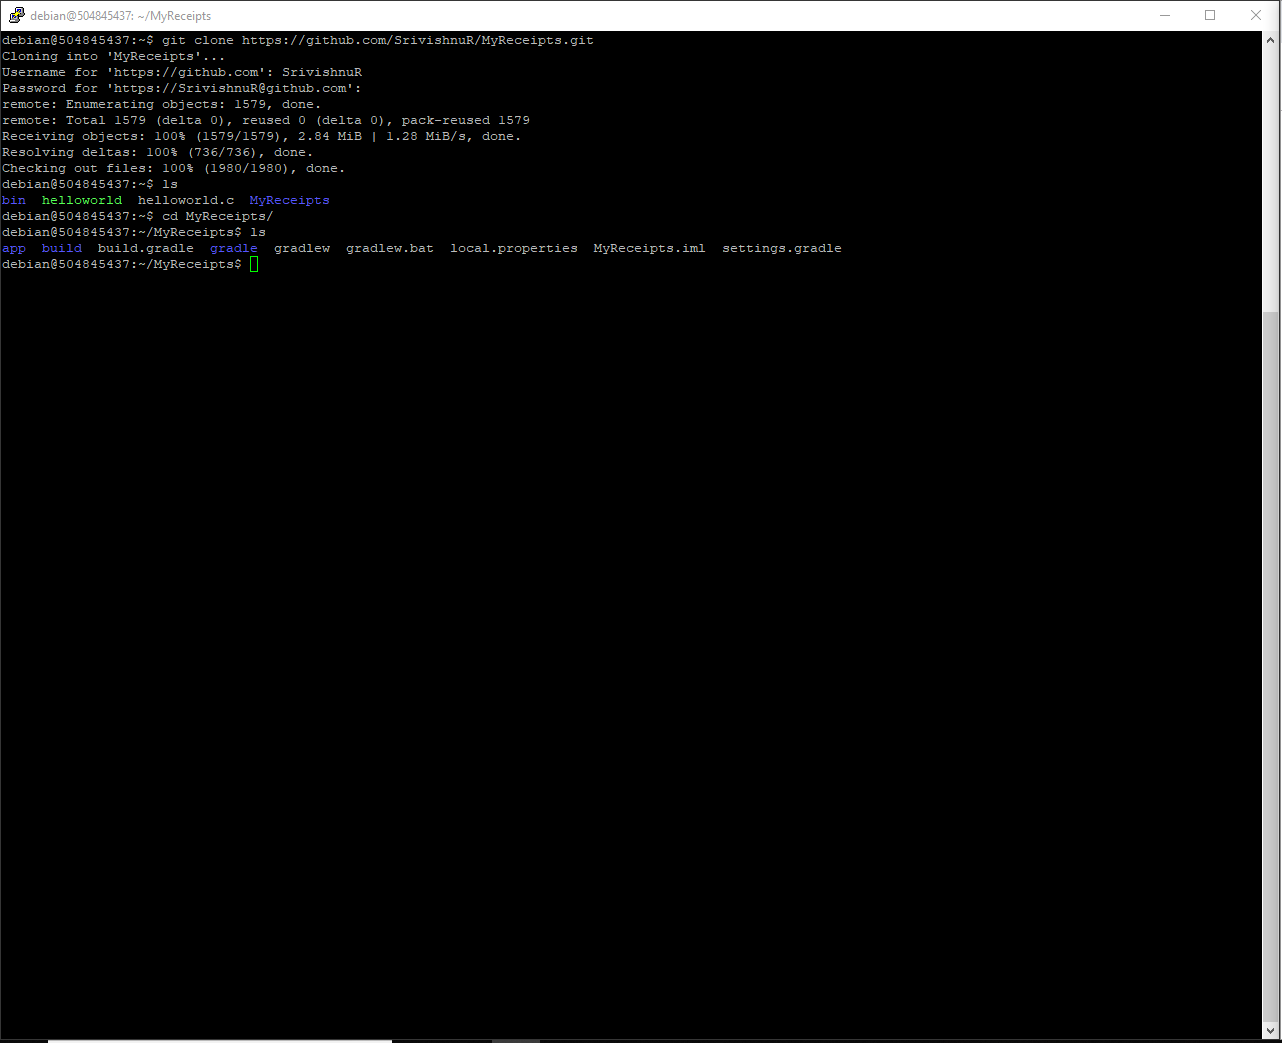 debian@504845437: ~/MyReceipts
debian@504845437:~$ git clone https://github.com/SrivishnuR/MyReceipts.git
Cloning into 'MyReceipts'...
Username for 'https://github.com': SrivishnuR
Password for 'https://SrivishnuR@github.com':
remote: Enumerating objects: 1579, done.
remote: Total 1579 (delta 0), reused 0 (delta 0), pack-reused 1579
Receiving objects: 100% (1579/1579), 2.84 MiB | 1.28 MiB/s, done.
Resolving deltas: 100% (736/736), done.
Checking out files: 100% (1980/1980), done.
debian@504845437:~$ ls
bin  helloworld  helloworld.c  MyReceipts
debian@504845437:~$ cd MyReceipts/
debian@504845437:~/MyReceipts$ ls
app  build  build.gradle  gradle  gradlew  gradlew.bat  local.properties  MyReceipts.iml  settings.gradle
debian@504845437:~/MyReceipts$